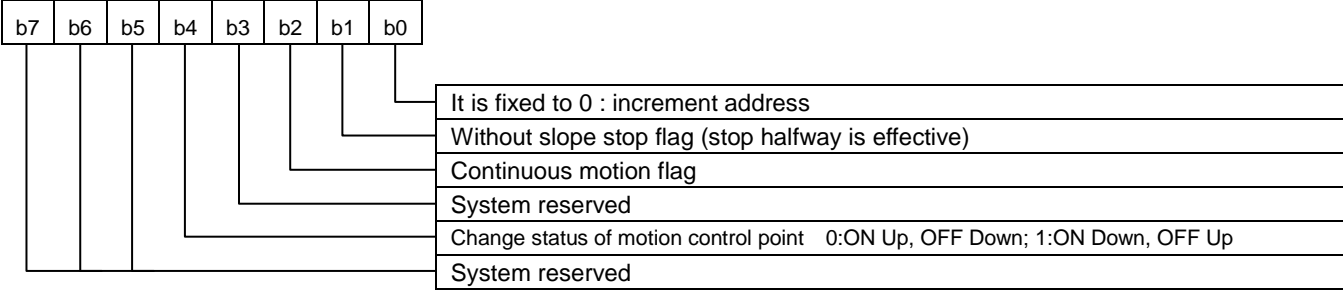 b7 b6 b5 b4 b3 b2 b1 b0
It is fixed to 0 : increment address
Without slope stop flag (stop halfway is effective)
Continuous motion flag
System reserved
Change status of motion control point 0:ON Up, OFF Down; 1:ON Down, OFF Up
System reserved